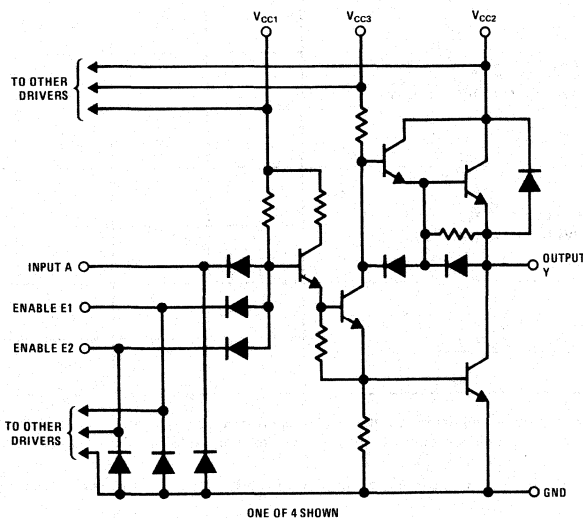 VCC1
VCC3
VCC2
TO OTHER
DRIVERS
INPUT A
OUTPUT
Y
ENABLE E1
ENABLE E2
TO OTHER
DRIVERS
GND
ONE OF 4 SHOWN